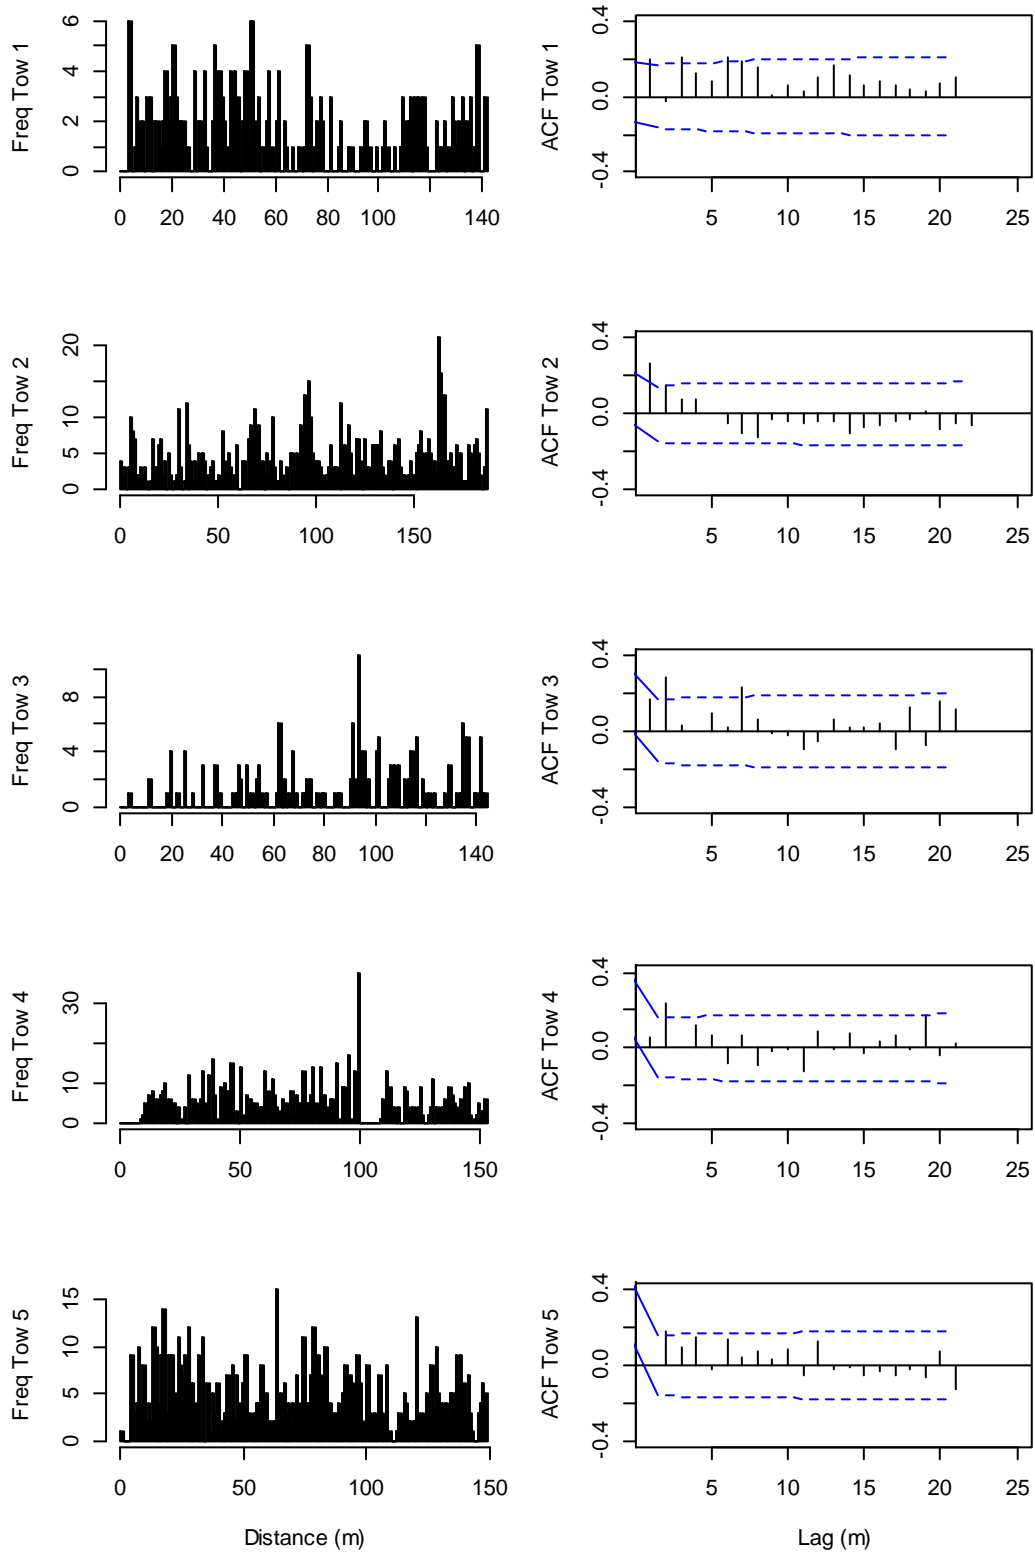 Freq Tow 1
0 2 4 6
0 20 40 60 80 100 140
ACF Tow 1
-0.4 0.0 0.4
5 10 15 20 25
Freq Tow 2
0 5 10 20
0 50 100 150
ACF Tow 2
-0.4 0.0 0.4
5 10 15 20 25
Freq Tow 3
0 4 8
0 20 40 60 80 100 140
ACF Tow 3
-0.4 0.0 0.4
5 10 15 20 25
Freq Tow 4
0 10 30
0 50 100 150
ACF Tow 4
-0.4 0.0 0.4
5 10 15 20 25
Freq Tow 5
0 5 10 15
0 50 100 150
Distance (m)
ACF Tow 5
-0.4 0.0 0.4
5 10 15 20 25
Lag (m)